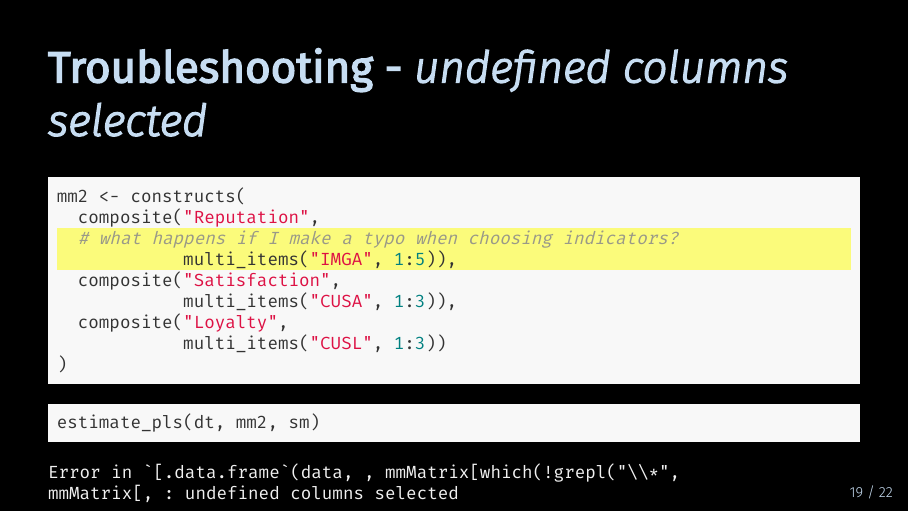 Troubleshooting - undefined columns
selected
mm2 <- constructs(
  composite("Reputation",
  # what happens if I make a typo when choosing indicators?
            multi_items("IMGA", 1:5)),
  composite("Satisfaction",
            multi_items("CUSA", 1:3)),
  composite("Loyalty",
            multi_items("CUSL", 1:3))
)
estimate_pls(dt, mm2, sm)
Error in `[.data.frame`(data, , mmMatrix[which(!grepl("\\*",
mmMatrix[, : undefined columns selected
19 / 22